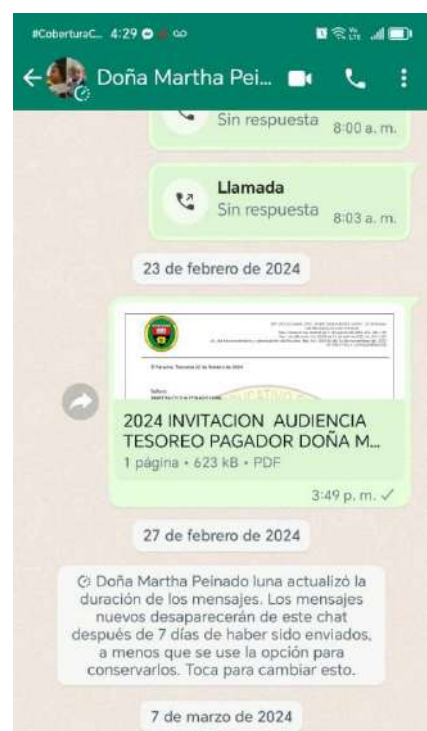 #CoberturaC... 4:29
Doña Martha Pei...
Sin respuesta
8:00 a. m.
Llamada
Sin respuesta
8:03 a. m.
23 de febrero de 2024
2024 INVITACION AUDIENCIA
TESOREO PAGADOR DOÑA M...
1 página • 623 kB • PDF
3:49 p. m.
27 de febrero de 2024
Doña Martha Peinado luna actualizó la
duración de los mensajes. Los mensajes
nuevos desaparecerán de este chat
después de 7 días de haber sido enviados,
a menos que se use la opción para
conservarlos. Toca para cambiar esto.
7 de marzo de 2024